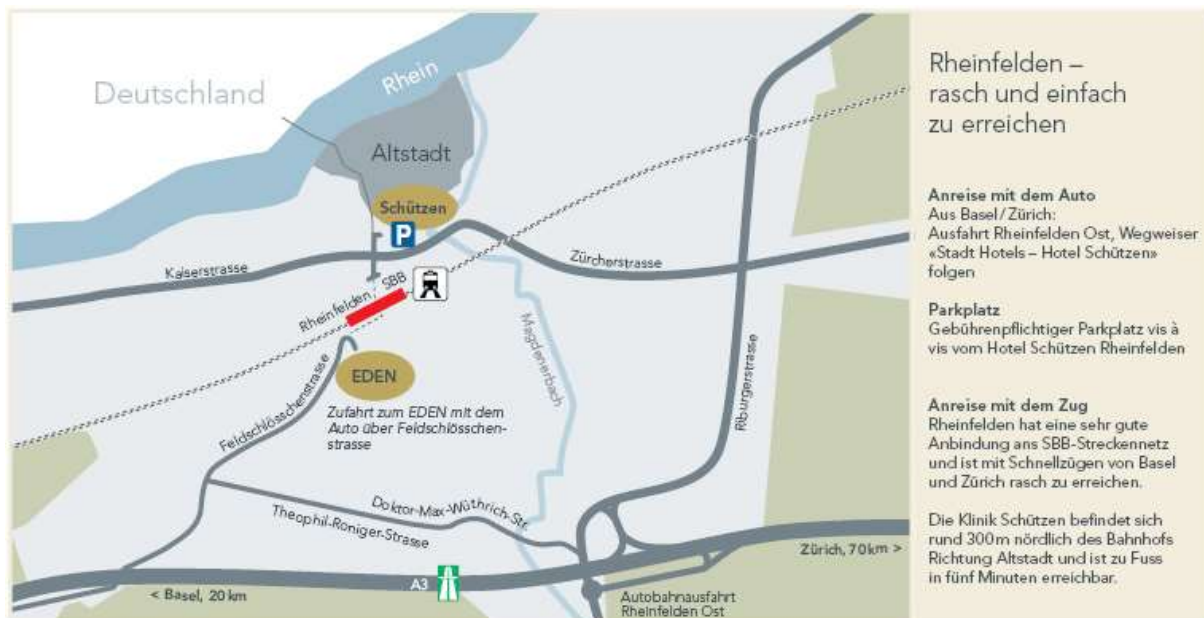 Deutschland
Rhein
Altstadt
Schützen
P
Kaiserstrasse
Zürcherstrasse
Rheinfelden, SBB
Magdenerbach
Riburgerstrasse
EDEN
Feldschlösschenstrasse
Zufahrt zum EDEN mit dem
Auto über Feldschlösschen-
strasse
Doktor-Max-Wüthrich-Str.
Theophil-Roniger-Strasse
Zürich, 70 km >
A3
< Basel, 20 km
Autobahnausfahrt
Rheinfelden Ost
Rheinfelden –
rasch und einfach
zu erreichen
Anreise mit dem Auto
Aus Basel/Zürich:
Ausfahrt Rheinfelden Ost, Wegweiser
«Stadt Hotels – Hotel Schützen»
folgen
Parkplatz
Gebührenpflichtiger Parkplatz vis à
vis vom Hotel Schützen Rheinfelden
Anreise mit dem Zug
Rheinfelden hat eine sehr gute
Anbindung ans SBB-Streckennetz
und ist mit Schnellzügen von Basel
und Zürich rasch zu erreichen.
Die Klinik Schützen befindet sich
rund 300 m nördlich des Bahnhofs
Richtung Altstadt und ist zu Fuss
in fünf Minuten erreichbar.